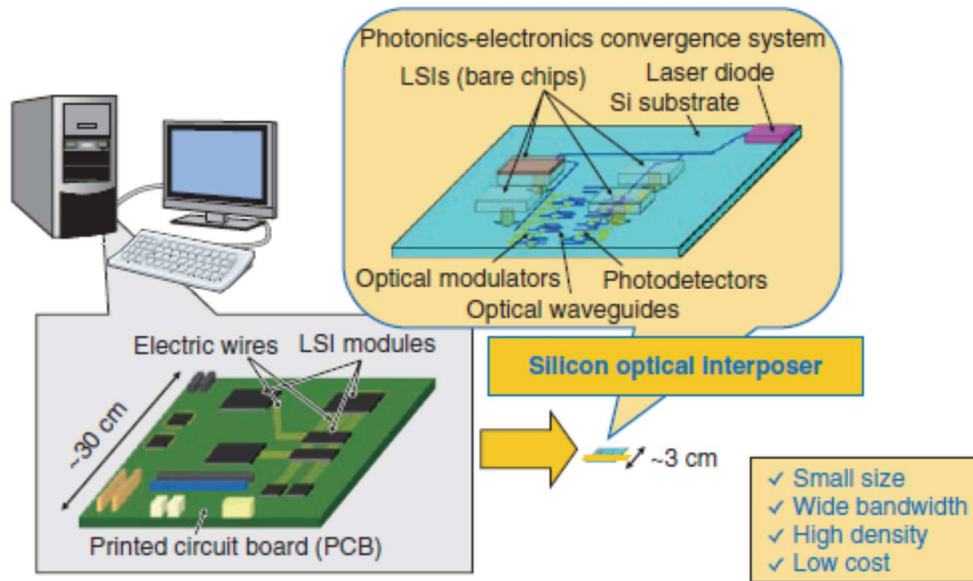 Photonics-electronics convergence system
LSIs (bare chips)
Laser diode
Si substrate
Optical modulators
Photodetectors
Optical waveguides
Electric wires
LSI modules
Silicon optical interposer
~30 cm
~3 cm
Printed circuit board (PCB)
✓ Small size
✓ Wide bandwidth
✓ High density
✓ Low cost